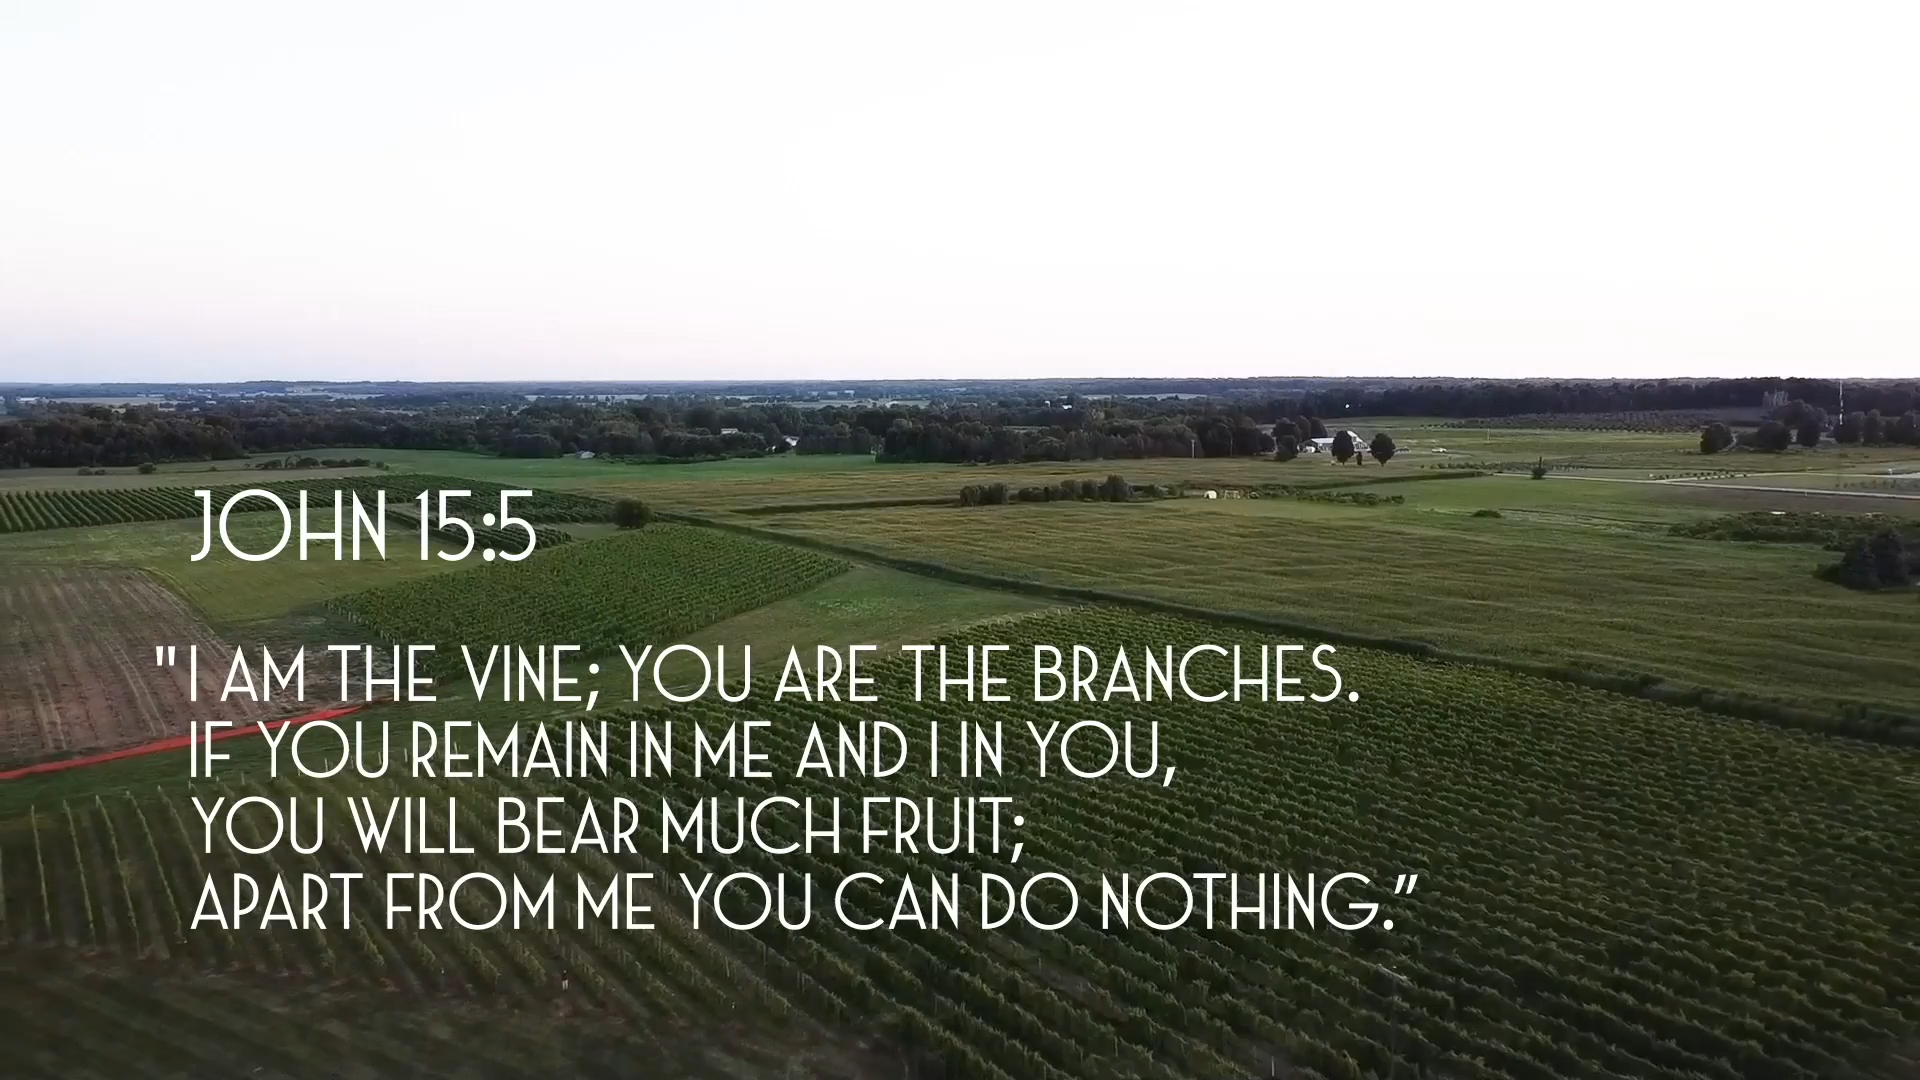 JOHN 15:5
"I AM THE VINE; YOU ARE THE BRANCHES.
IF YOU REMAIN IN ME AND I IN YOU,
YOU WILL BEAR MUCH FRUIT;
APART FROM ME YOU CAN DO NOTHING."